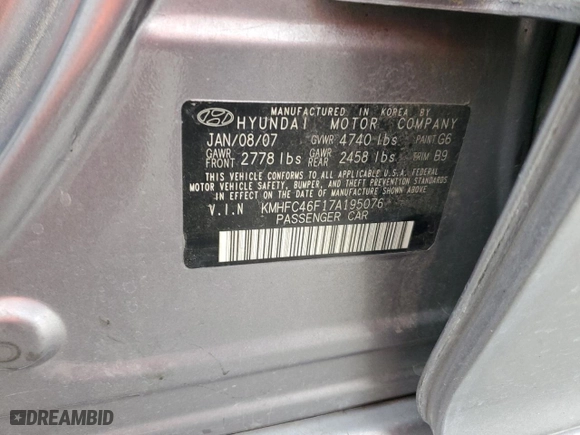 MANUFACTURED IN KOREA BY
HYUNDAI MOTOR COMPANY
JAN/08/07 GVWR 4740 lbs PAINT G6
GAWR FRONT 2778 lbs GAWR REAR 2458 lbs TRIM B9
THIS VEHICLE CONFORMS TO ALL APPLICABLE U.S.A. FEDERAL
MOTOR VEHICLE SAFETY, BUMPER, AND THEFT PREVENTION STANDARDS
IN EFFECT ON THE DATE OF MANUFACTURE SHOWN ABOVE.
V.I.N KMHFC46F17A195076
PASSENGER CAR
DREAMBID